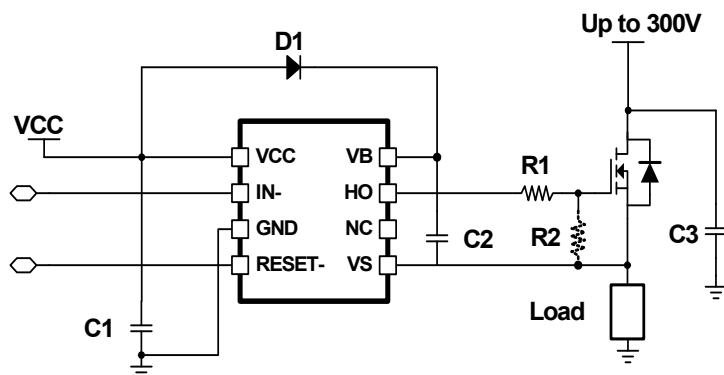 Up to 300V
D1
VCC
VCC VB
R1
IN- HO
GND NC
C2
R2
C3
RESET- VS
Load
C1